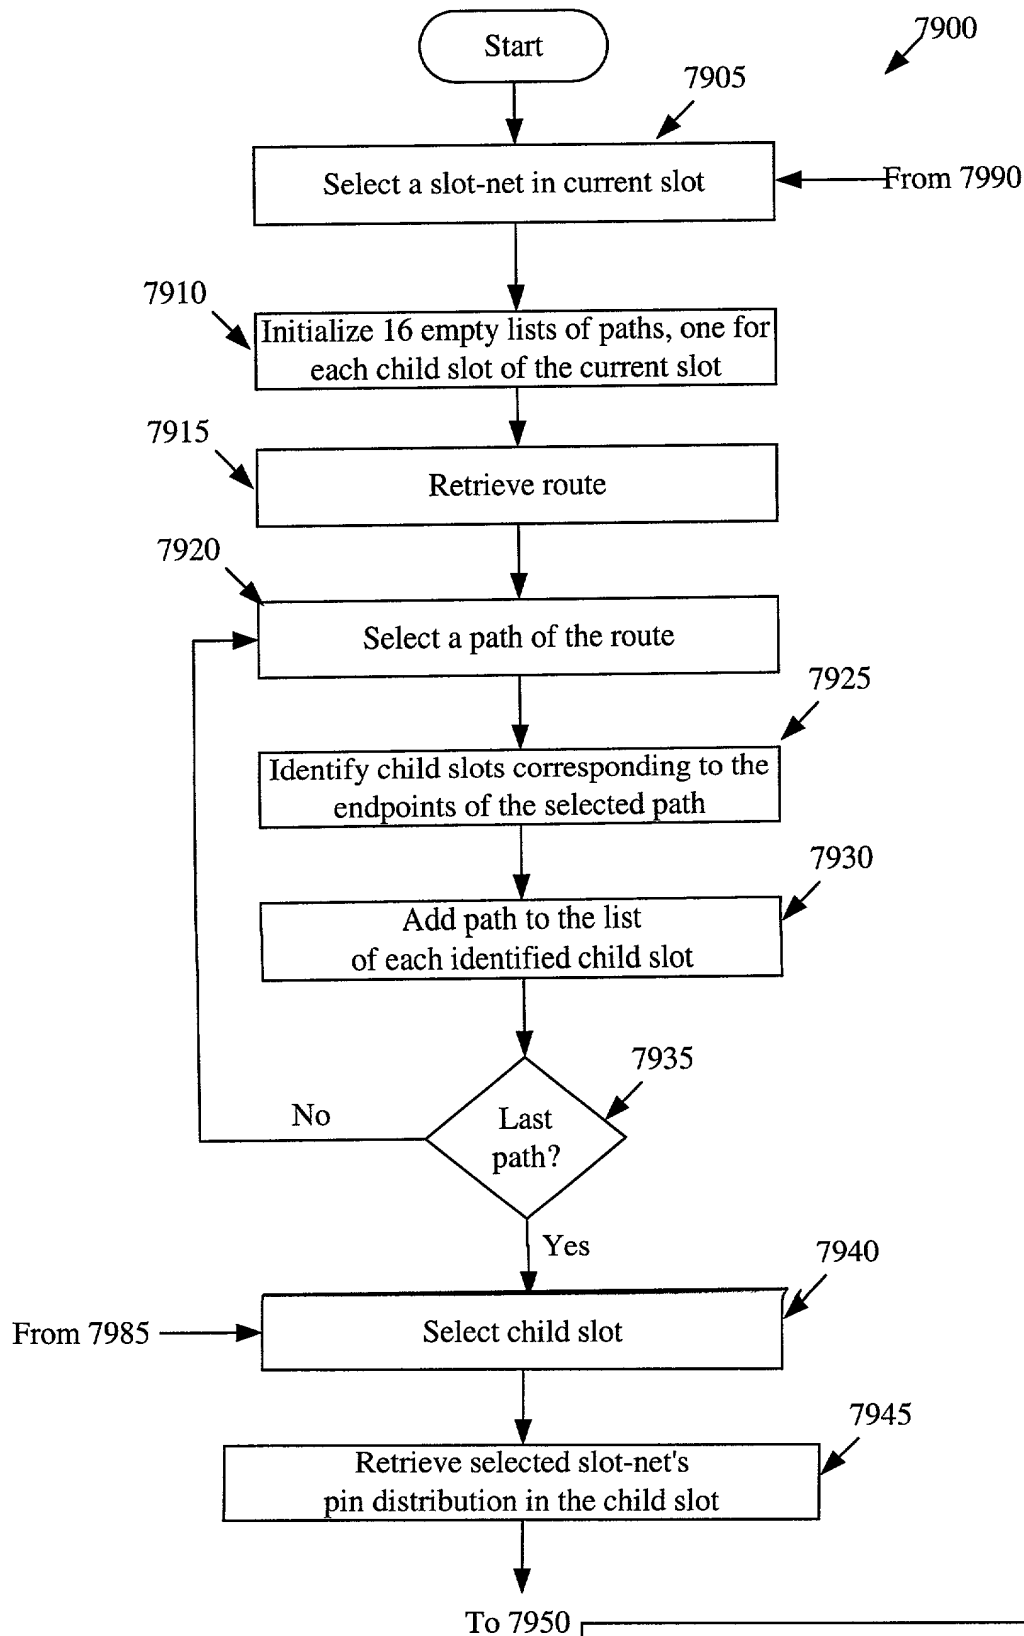 Start
7900
7905
Select a slot-net in current slot
From 7990
7910
Initialize 16 empty lists of paths, one for
each child slot of the current slot
7915
Retrieve route
7920
Select a path of the route
7925
Identify child slots corresponding to the
endpoints of the selected path
7930
Add path to the list
of each identified child slot
7935
Last
path?
No
Yes
7940
From 7985
Select child slot
7945
Retrieve selected slot-net's
pin distribution in the child slot
To 7950